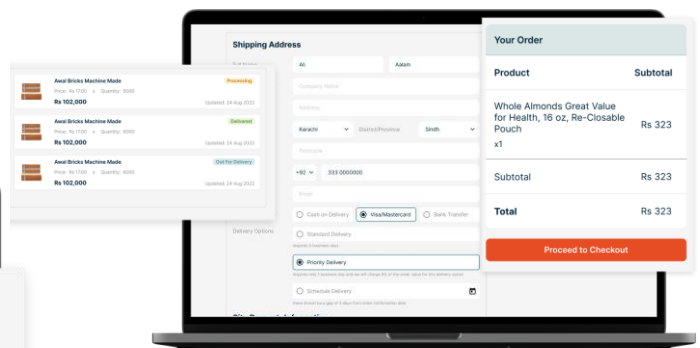 Awal Bricks Machine Made
Processing
Price: Rs 17.00 x Quantity: 6000
Rs 102,000
Updated: 24 Aug 2022
Awal Bricks Machine Made
Delivered
Price: Rs 17.00 x Quantity: 6000
Rs 102,000
Updated: 24 Aug 2022
Awal Bricks Machine Made
Out For Delivery
Price: Rs 17.00 x Quantity: 6000
Rs 102,000
Updated: 24 Aug 2022
Shipping Address
Ali
Aalam
Company Name
Address
Karachi
District/Province
Sindh
Postcode
+92
333 0000000
Email
Cash on Delivery
Visa/Mastercard
Bank Transfer
Delivery Options
Standard Delivery
Priority Delivery
Schedule Delivery
Your Order
Product
Subtotal
Whole Almonds Great Value
for Health, 16 oz, Re-Closable
Pouch
Rs 323
x1
Subtotal
Rs 323
Total
Rs 323
Proceed to Checkout